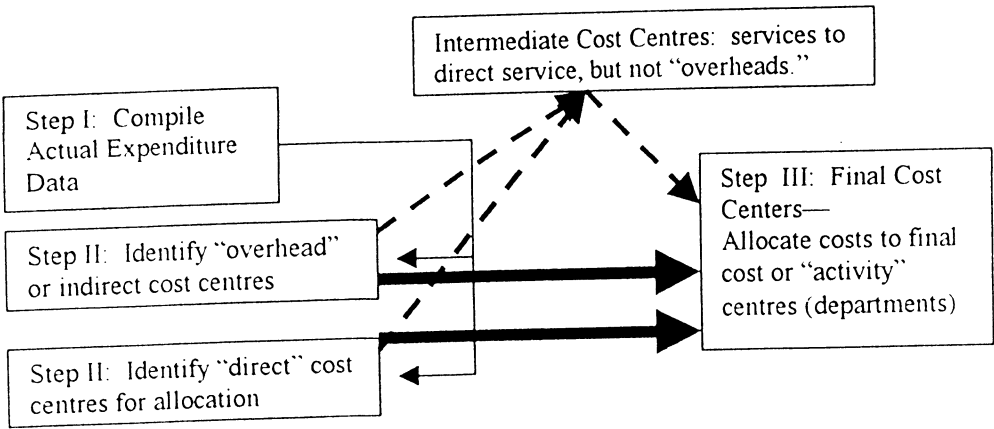 Intermediate Cost Centres: services to
direct service, but not “overheads.”
Step I: Compile
Actual Expenditure
Data
Step II: Identify “overhead”
or indirect cost centres
Step II: Identify “direct” cost
centres for allocation
Step III: Final Cost
Centers—
Allocate costs to final
cost or “activity”
centres (departments)